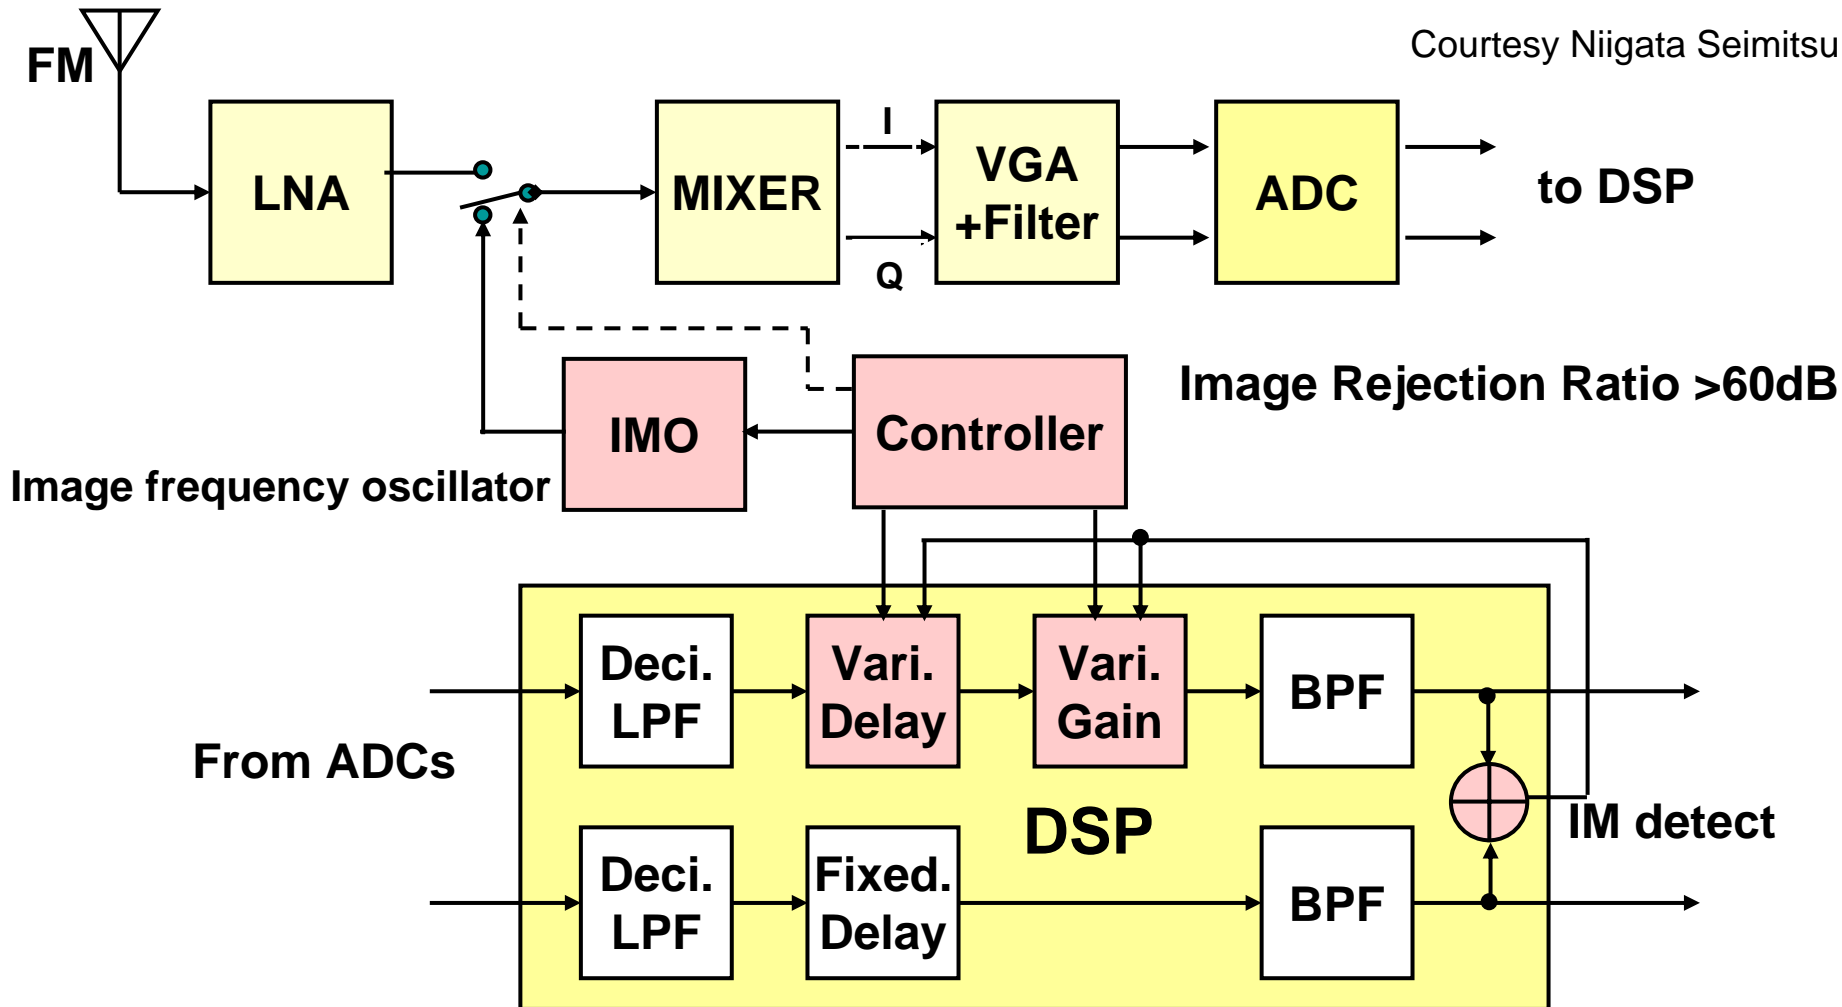 Courtesy Niigata Seimitsu
FM
LNA
MIXER
I
Q
VGA
+Filter
ADC
to DSP
Image Rejection Ratio >60dB
IMO
Controller
Image frequency oscillator
Deci.
LPF
Vari.
Delay
Vari.
Gain
BPF
From ADCs
DSP
IM detect
Deci.
LPF
Fixed.
Delay
BPF